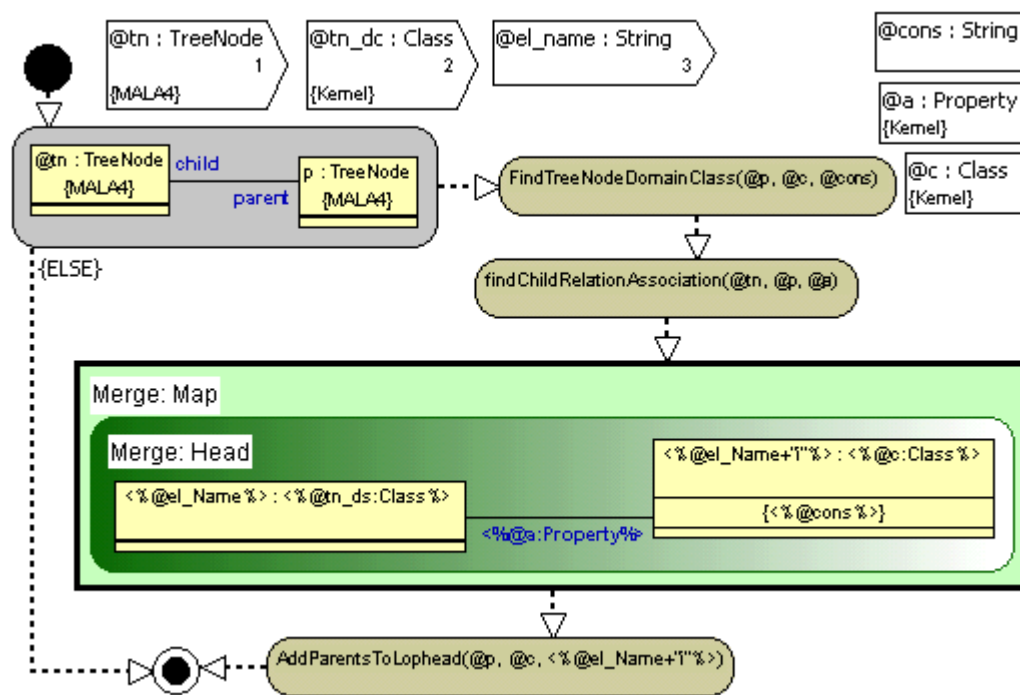 @tn : TreeNode
1
{MALA4}
@tn_dc : Class
2
{Kernel}
@el_name : String
3
@cons : String
@a : Property
{Kernel}
@c : Class
{Kernel}
@tn : TreeNode
{MALA4}
child
parent
p : TreeNode
{MALA4}
FindTreeNodeDomainClass(@p, @c, @cons)
{ELSE}
findChildRelationAssociation(@tn, @p, @a)
Merge: Map
Merge: Head
<%@el_Name%> : <%@tn_ds:Class%>
<%@a:Property%>
<%@el_Name+"i"%> : <%@c:Class%>
{<%@cons%>}
AddParentsToLophead(@p, @c, <%@el_Name+"i"%>)